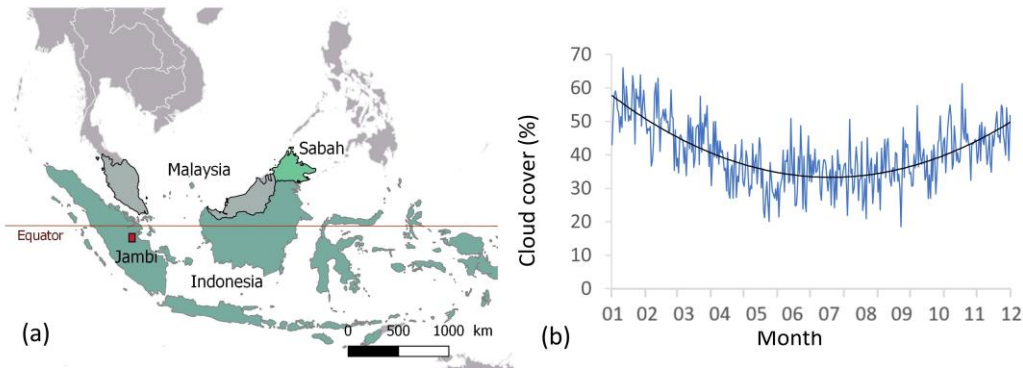 Sabah
Malaysia
Equator
Jambi
Indonesia
0 500 1000 km
(a)
Cloud cover (%)
70
60
50
40
30
20
10
0
01 02 03 04 05 06 07 08 09 10 11 12
Month
(b)